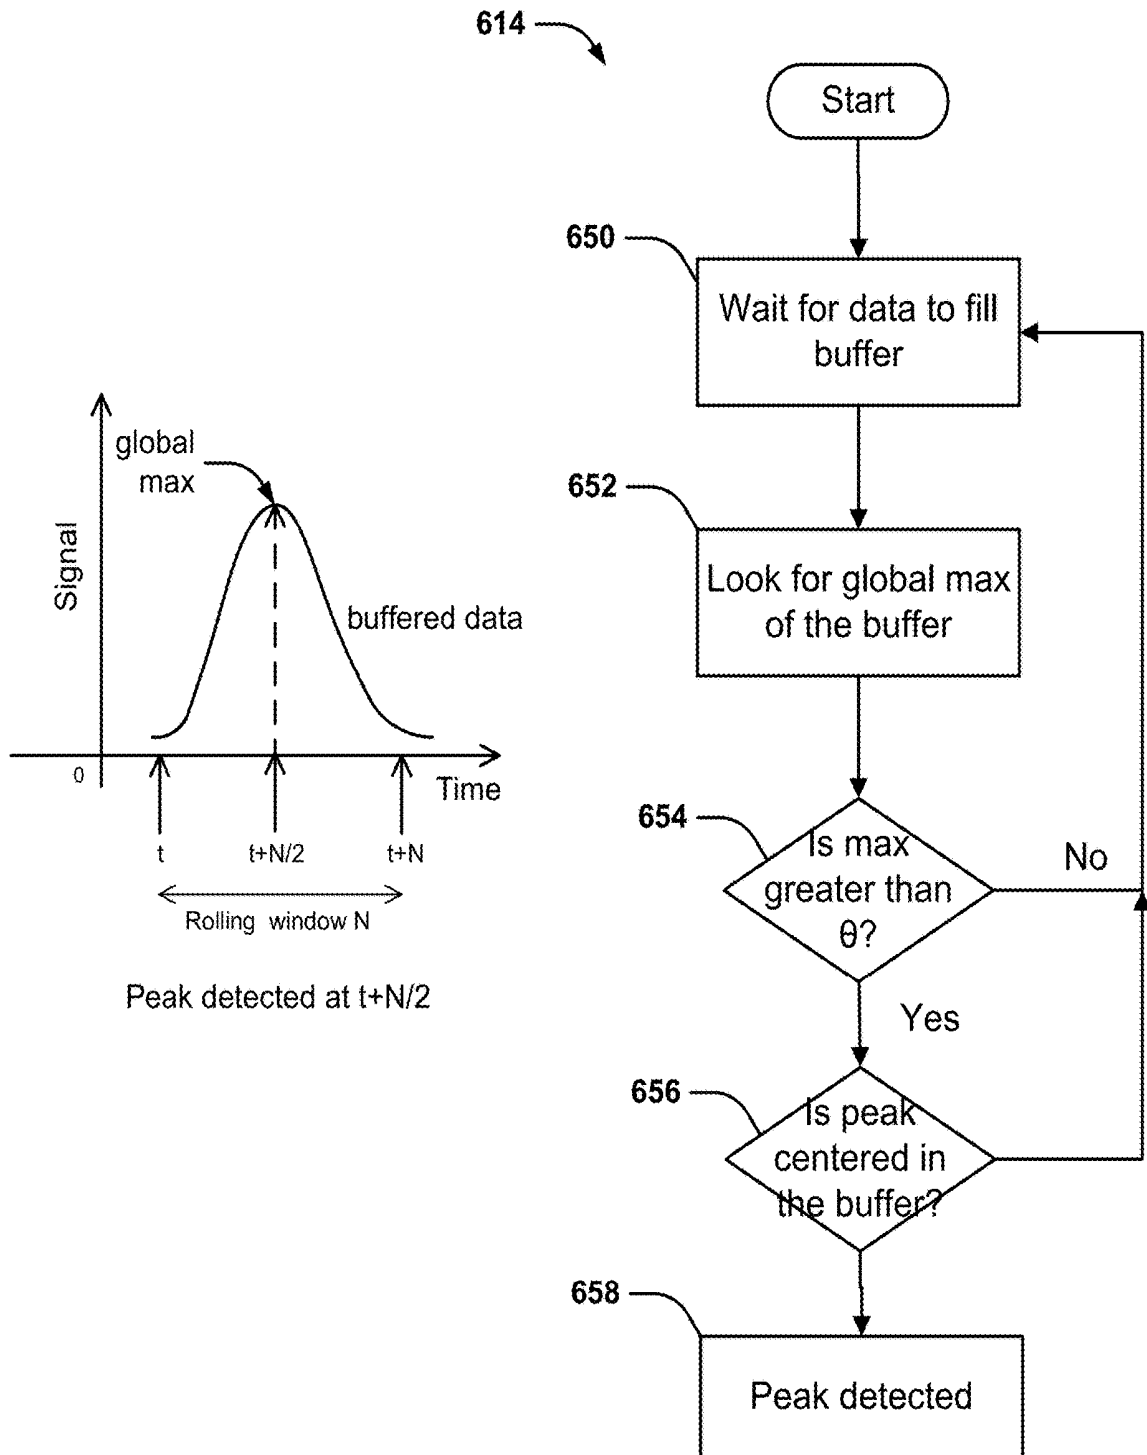 614
Start
650
Wait for data to fill
buffer
652
Look for global max
of the buffer
654
Is max
greater than
θ?
No
Yes
656
Is peak
centered in
the buffer?
658
Peak detected
global
max
Signal
buffered data
0
Time
t
t+N/2
t+N
Rolling window N
Peak detected at t+N/2